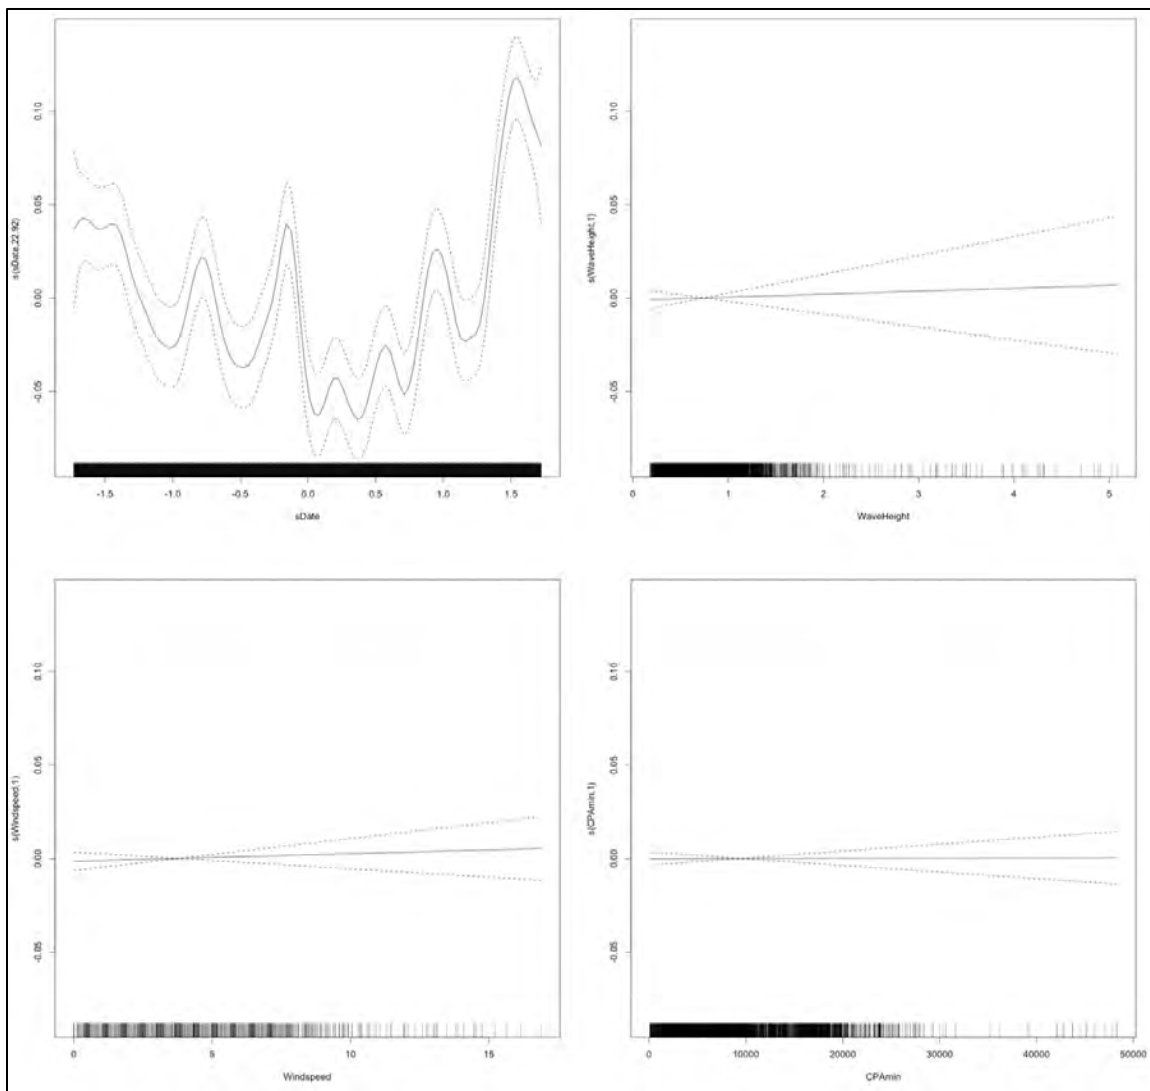 s(sDate,22.92)
0.10
0.05
0.00
-0.05
-1.5 -1.0 -0.5 0.0 0.5 1.0 1.5
sDate
s(WaveHeight,1)
0.10
0.05
0.00
-0.05
0 1 2 3 4 5
WaveHeight
s(Windspeed,1)
0.10
0.05
0.00
-0.05
0 5 10 15
Windspeed
s(CPAmin,1)
0.10
0.05
0.00
-0.05
0 10000 20000 30000 40000 50000
CPAmin